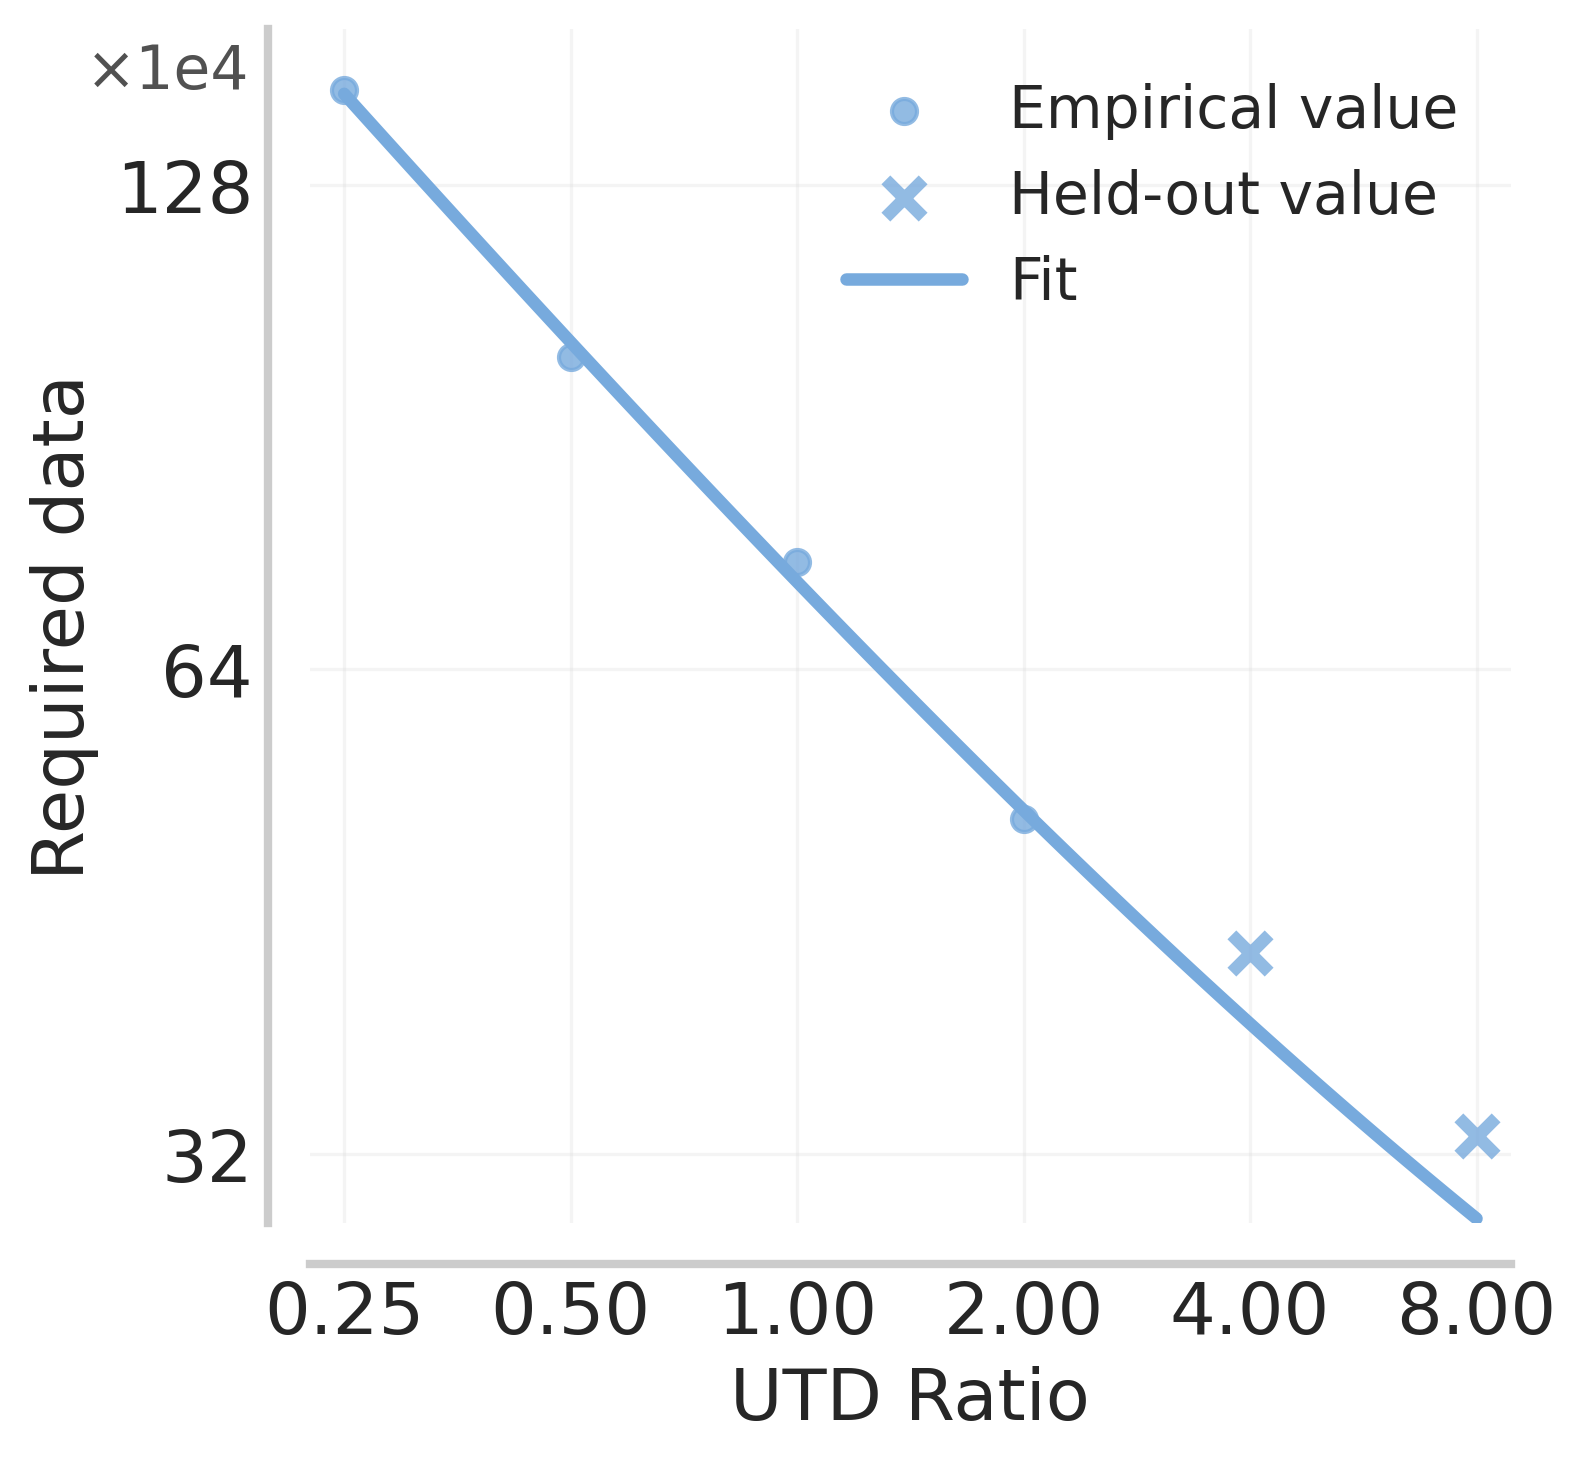 ×1e4
128
64
32
Required data
Empirical value
Held-out value
Fit
0.25 0.50 1.00 2.00 4.00 8.00
UTD Ratio